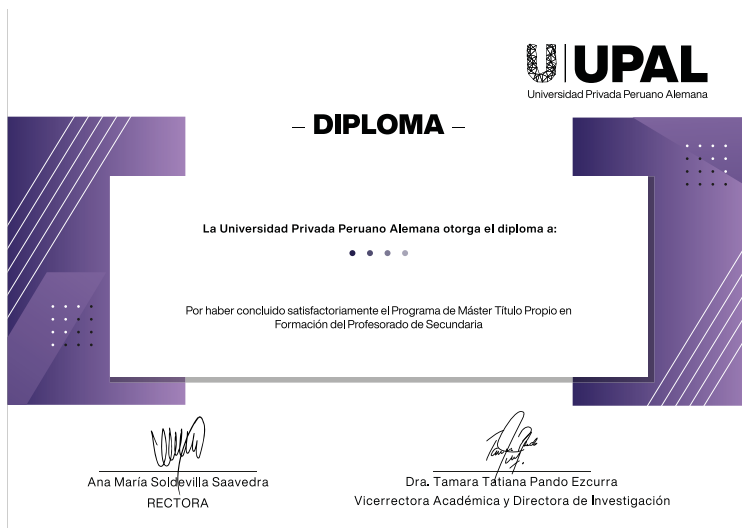 UPAL
Universidad Privada Peruano Alemana
– DIPLOMA –
La Universidad Privada Peruano Alemana otorga el diploma a:
Por haber concluido satisfactoriamente el Programa de Máster Título Propio en
Formación del Profesorado de Secundaria
Ana María Soldevilla Saavedra
RECTORA
Dra. Tamara Tatiana Pando Ezcurra
Vicerrectora Académica y Directora de Investigación